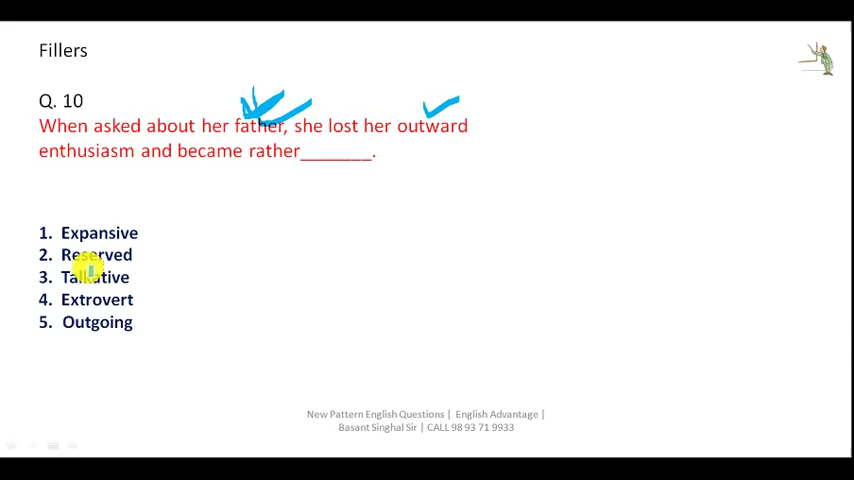 Fillers
Q. 10
When asked about her father, she lost her outward
enthusiasm and became rather_______.
1. Expansive
2. Reserved
3. Talkative
4. Extrovert
5. Outgoing
New Pattern English Questions | English Advantage |
Basant Singhal Sir | CALL 98 93 71 9933